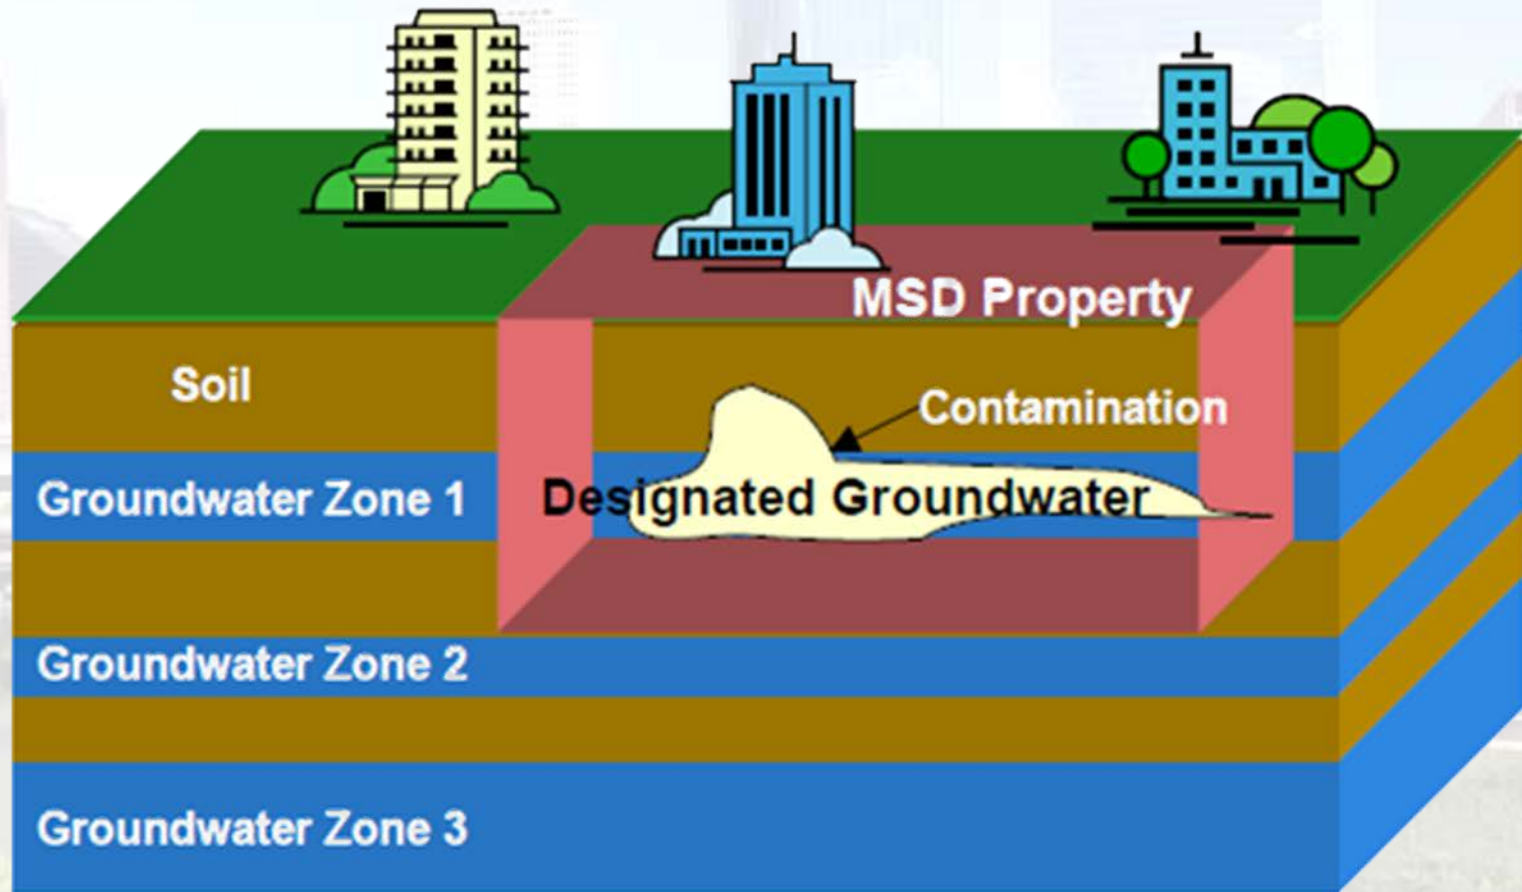 MSD Property
Soil
Contamination
Groundwater Zone 1
Designated Groundwater
Groundwater Zone 2
Groundwater Zone 3